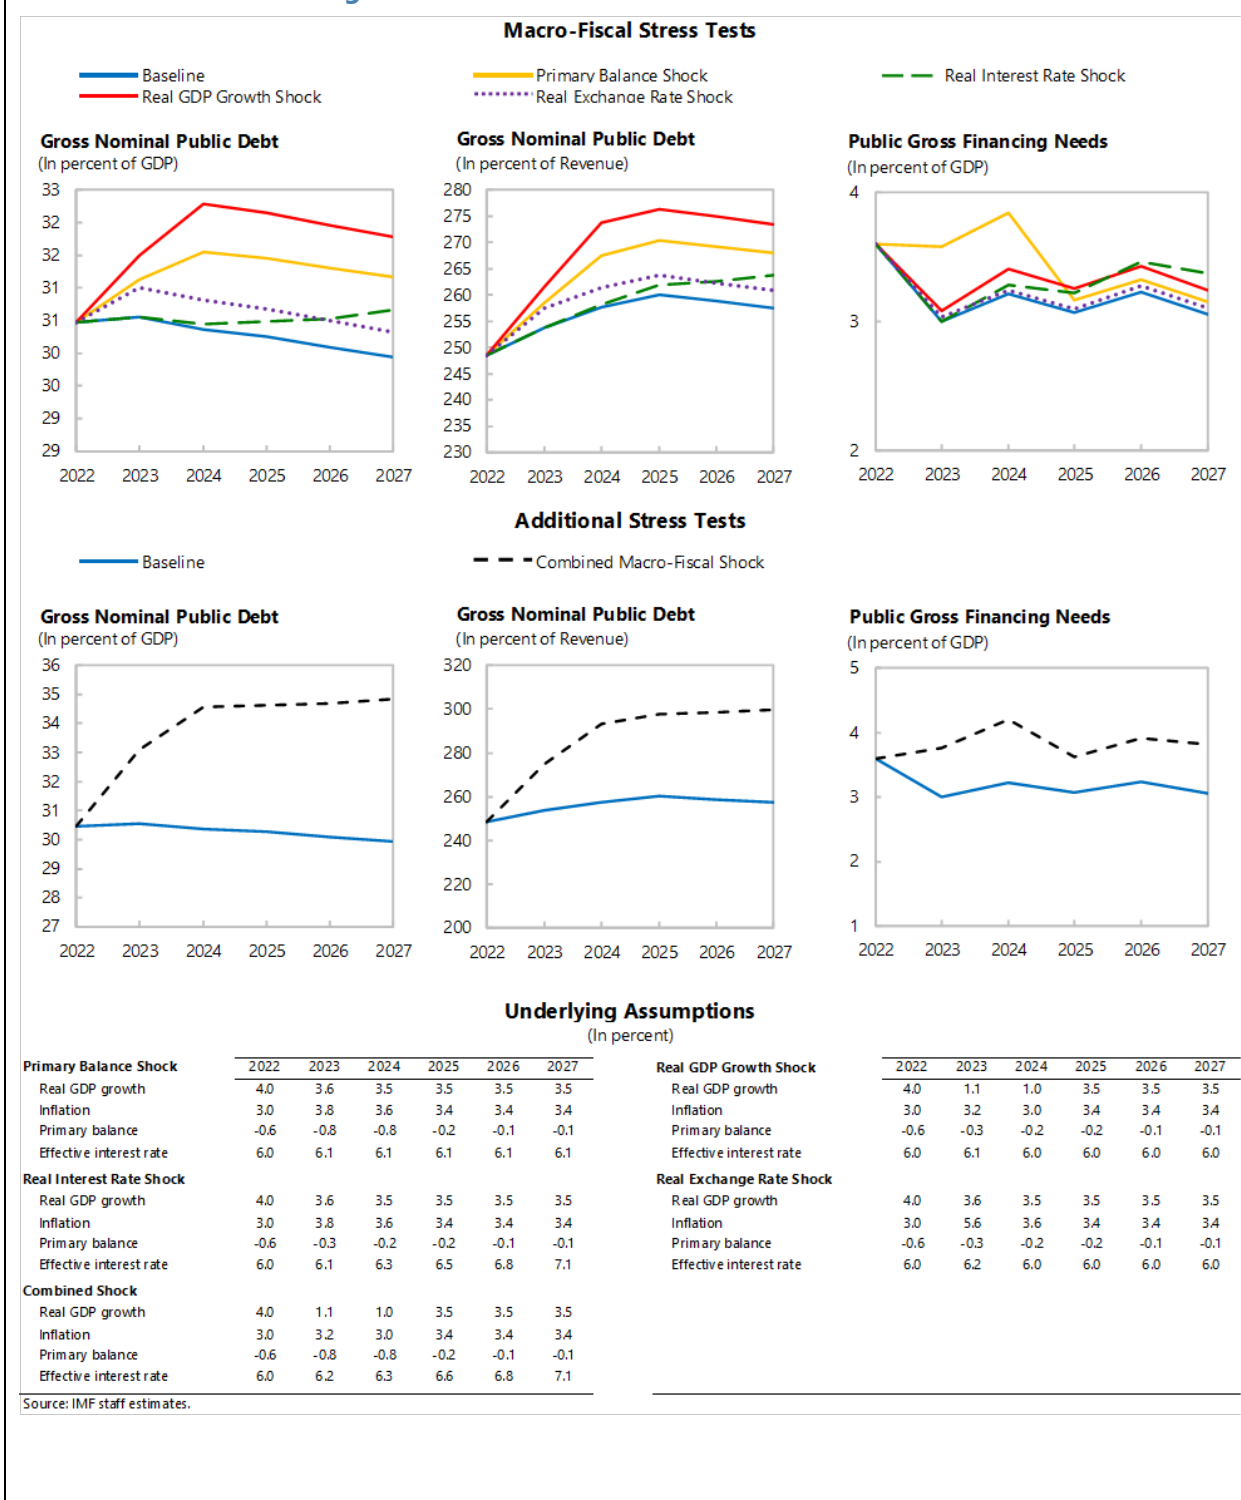 Macro-Fiscal Stress Tests
Baseline
Primary Balance Shock
Real Interest Rate Shock
Real GDP Growth Shock
Real Exchange Rate Shock
Gross Nominal Public Debt
(In percent of GDP)
33
32
32
31
31
30
30
29
29
2022 2023 2024 2025 2026 2027
Gross Nominal Public Debt
(In percent of Revenue)
280
275
270
265
260
255
250
245
240
235
230
2022 2023 2024 2025 2026 2027
Public Gross Financing Needs
(In percent of GDP)
4
3
2
2022 2023 2024 2025 2026 2027
Additional Stress Tests
Baseline
Combined Macro-Fiscal Shock
Gross Nominal Public Debt
(In percent of GDP)
36
35
34
33
32
31
30
29
28
27
2022 2023 2024 2025 2026 2027
Gross Nominal Public Debt
(In percent of Revenue)
320
300
280
260
240
220
200
2022 2023 2024 2025 2026 2027
Public Gross Financing Needs
(In percent of GDP)
5
4
3
2
1
2022 2023 2024 2025 2026 2027
Underlying Assumptions
(In percent)
Primary Balance Shock 2022 2023 2024 2025 2026 2027
Real GDP growth 4.0 3.6 3.5 3.5 3.5 3.5
Inflation 3.0 3.8 3.6 3.4 3.4 3.4
Primary balance -0.6 -0.8 -0.8 -0.2 -0.1 -0.1
Effective interest rate 6.0 6.1 6.1 6.1 6.1 6.1
Real Interest Rate Shock
Real GDP growth 4.0 3.6 3.5 3.5 3.5 3.5
Inflation 3.0 3.8 3.6 3.4 3.4 3.4
Primary balance -0.6 -0.3 -0.2 -0.2 -0.1 -0.1
Effective interest rate 6.0 6.1 6.3 6.5 6.8 7.1
Combined Shock
Real GDP growth 4.0 1.1 1.0 3.5 3.5 3.5
Inflation 3.0 3.2 3.0 3.4 3.4 3.4
Primary balance -0.6 -0.8 -0.8 -0.2 -0.1 -0.1
Effective interest rate 6.0 6.2 6.3 6.6 6.8 7.1
Real GDP Growth Shock 2022 2023 2024 2025 2026 2027
Real GDP growth 4.0 1.1 1.0 3.5 3.5 3.5
Inflation 3.0 3.2 3.0 3.4 3.4 3.4
Primary balance -0.6 -0.3 -0.2 -0.2 -0.1 -0.1
Effective interest rate 6.0 6.1 6.0 6.0 6.0 6.0
Real Exchange Rate Shock
Real GDP growth 4.0 3.6 3.5 3.5 3.5 3.5
Inflation 3.0 5.6 3.6 3.4 3.4 3.4
Primary balance -0.6 -0.3 -0.2 -0.2 -0.1 -0.1
Effective interest rate 6.0 6.2 6.0 6.0 6.0 6.0
Source: IMF staff estimates.